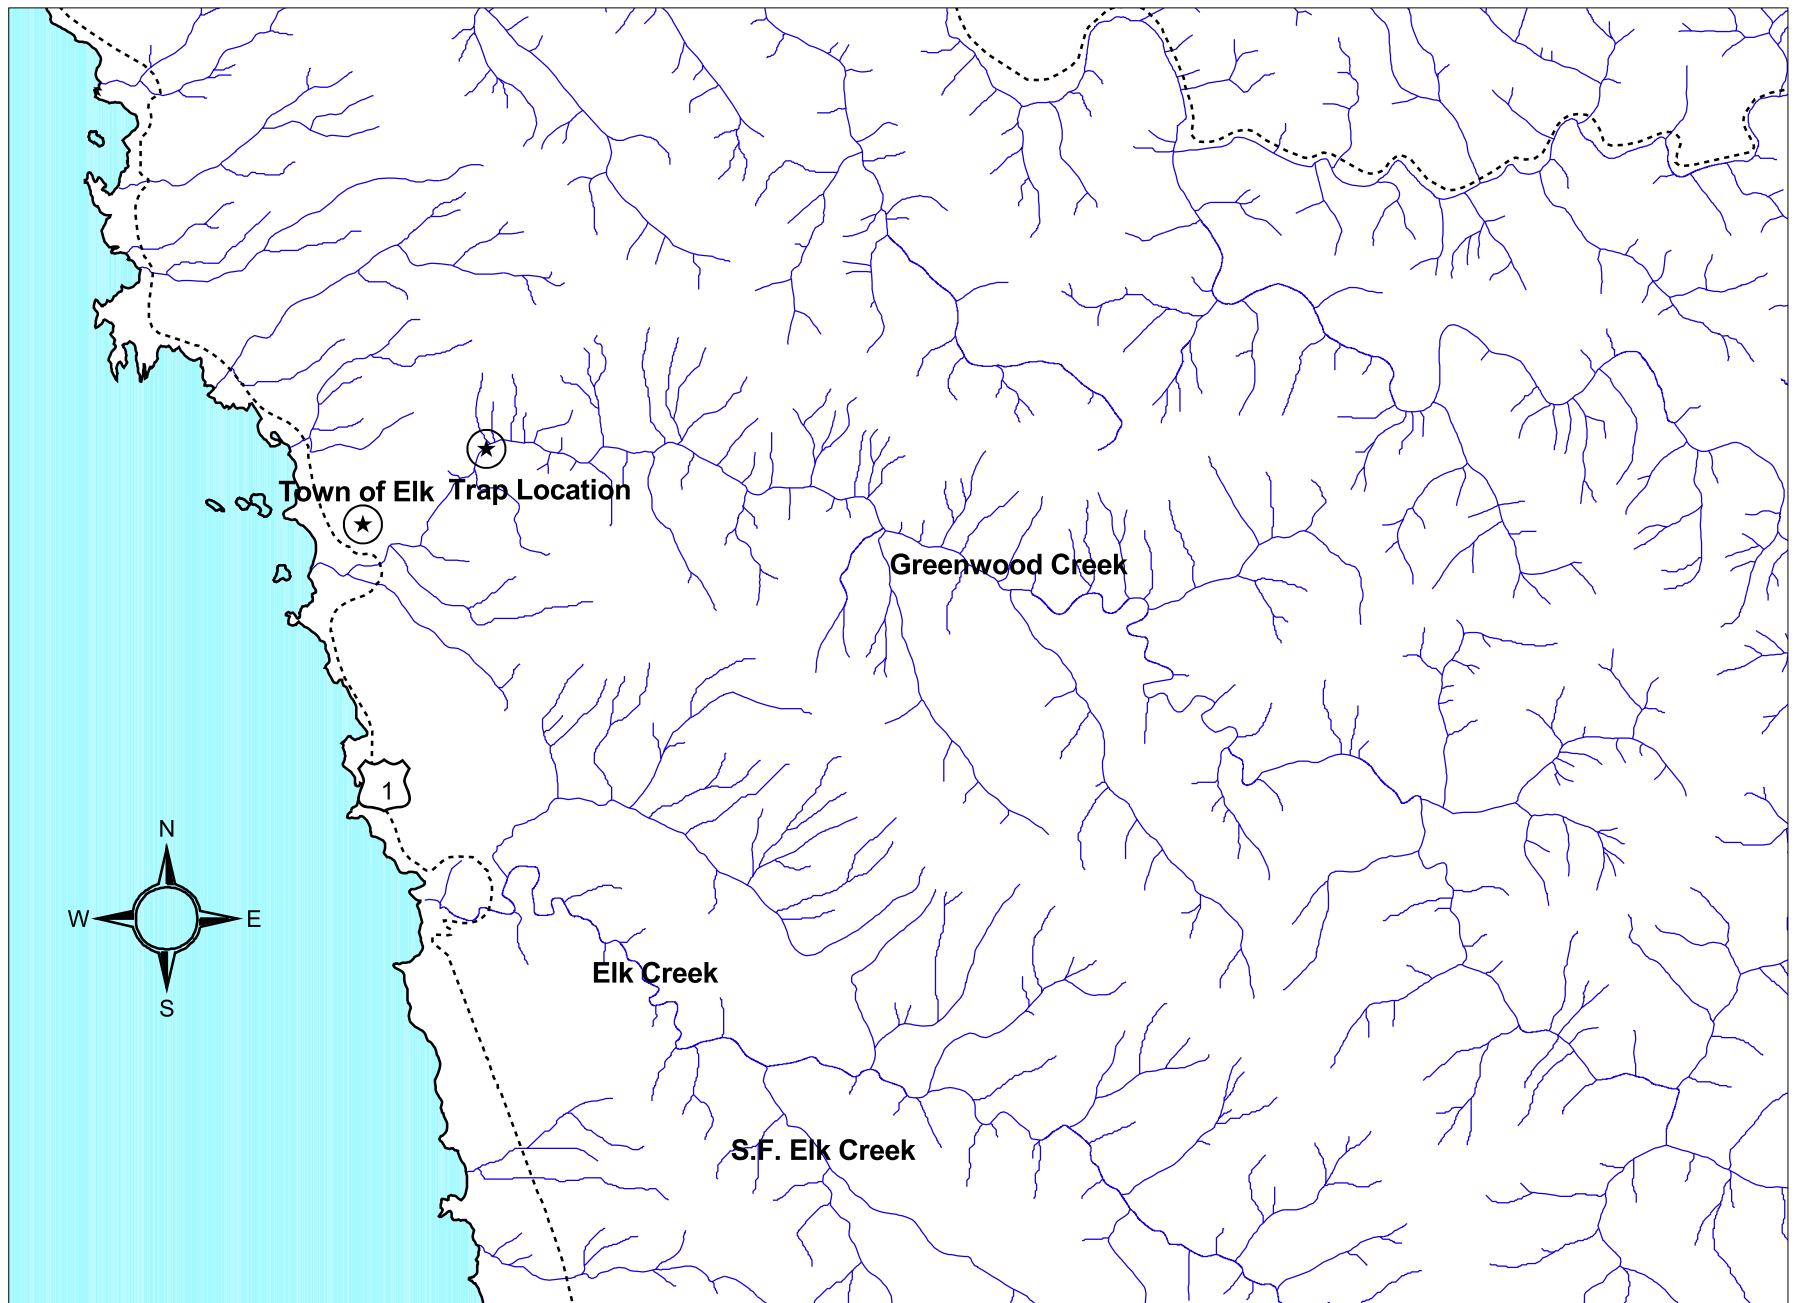 Town of Elk
Trap Location
Greenwood Creek
1
N
W
E
S
Elk Creek
S.F. Elk Creek